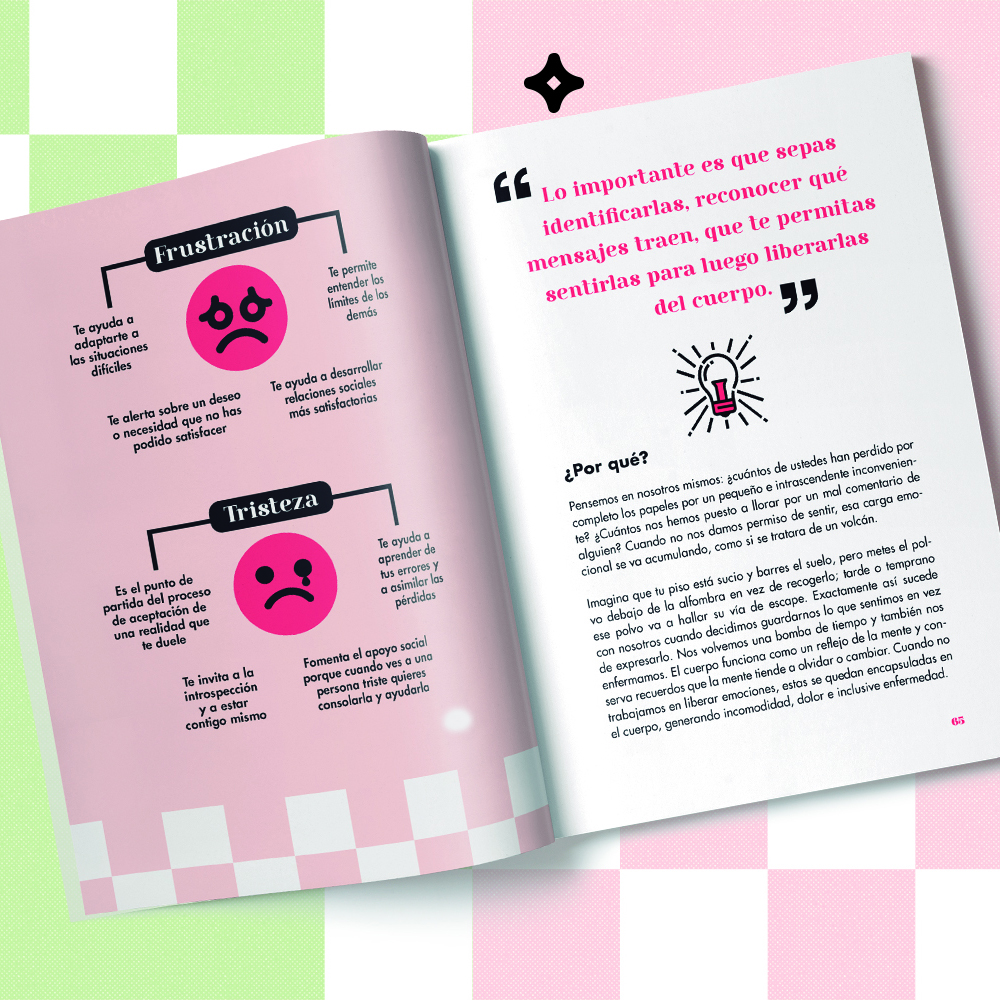 Frustración
Te ayuda a
adaptarte a
las situaciones
difíciles
Te permite
entender los
límites de los
demás
Te alerta sobre un deseo
o necesidad que no has
podido satisfacer
Te ayuda a desarrollar
relaciones sociales
más satisfactorias
Tristeza
Es el punto de
partida del proceso
de aceptación de
una realidad que
te duele
Te ayuda a
aprender de
tus errores y
a asimilar las
pérdidas
Te invita a la
introspección
y a estar
contigo mismo
Fomenta el apoyo social
porque cuando ves a una
persona triste quieres
consolarla y ayudarla
“Lo importante es que sepas
identificarlas, reconocer qué
mensajes traen, que te permitas
sentirlas para luego liberarlas
del cuerpo.”
¿Por qué?
Pensemos en nosotros mismos: ¿cuántos de ustedes han perdido por
completo los papeles por un pequeño e intrascendente inconvenien-
te? ¿Cuántos nos hemos puesto a llorar por un mal comentario de
alguien? Cuando no nos damos permiso de sentir, esa carga emo-
cional se va acumulando, como si se tratara de un volcán.
Imagina que tu piso está sucio y barres el suelo, pero metes el pol-
vo debajo de la alfombra en vez de recogerlo; tarde o temprano
ese polvo va a hallar su vía de escape. Exactamente así sucede
con nosotros cuando decidimos guardarnos lo que sentimos en vez
de expresarlo. Nos volvemos una bomba de tiempo y también nos
enfermamos. El cuerpo funciona como un reflejo de la mente y con-
serva recuerdos que la mente tiende a olvidar o cambiar. Cuando no
trabajamos en liberar emociones, estas se quedan encapsuladas en
el cuerpo, generando incomodidad, dolor e inclusive enfermedad.
65